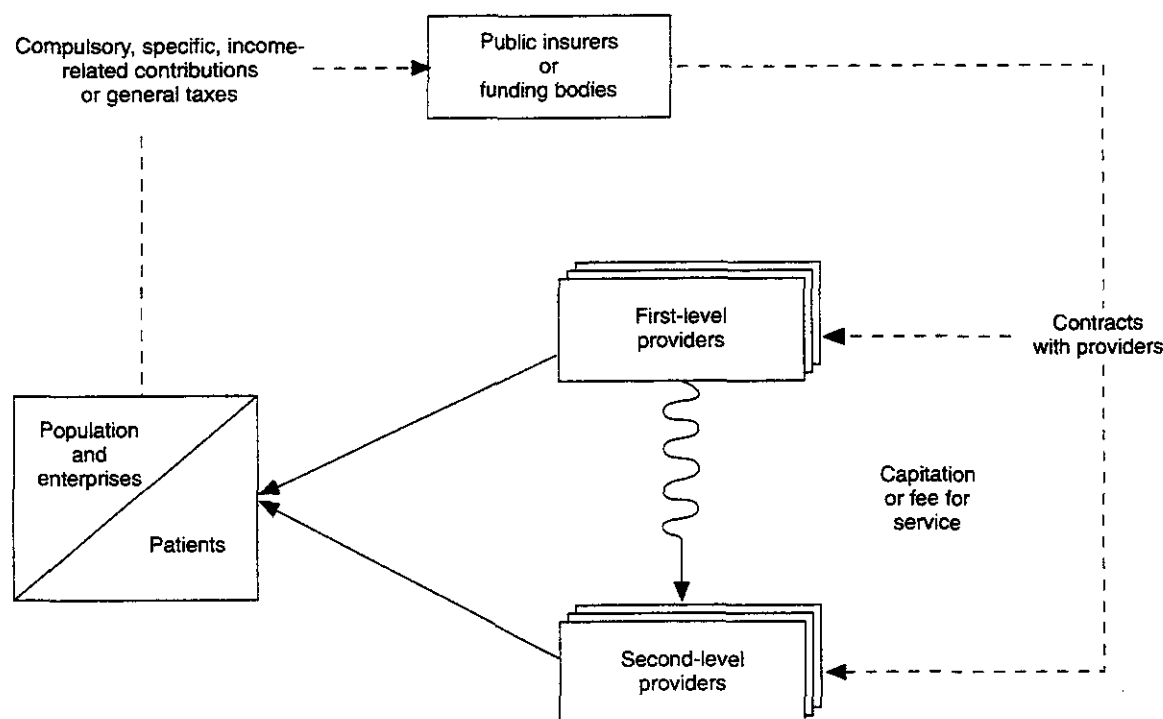 Compulsory, specific, income-
related contributions
or general taxes
Public insurers
or
funding bodies
First-level
providers
Contracts
with providers
Population
and
enterprises
Patients
Capitation
or fee for
service
Second-level
providers